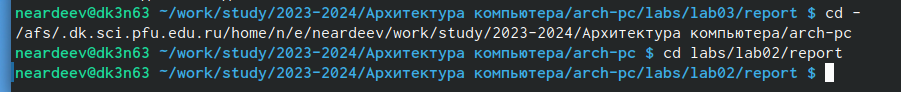 neardeev@dk3n63 ~/work/study/2023-2024/Архитектура компьютера/arch-pc/labs/lab03/report $ cd -
/afs/.dk.sci.pfu.edu.ru/home/n/e/neardeev/work/study/2023-2024/Архитектура компьютера/arch-pc
neardeev@dk3n63 ~/work/study/2023-2024/Архитектура компьютера/arch-pc $ cd labs/lab02/report
neardeev@dk3n63 ~/work/study/2023-2024/Архитектура компьютера/arch-pc/labs/lab02/report $